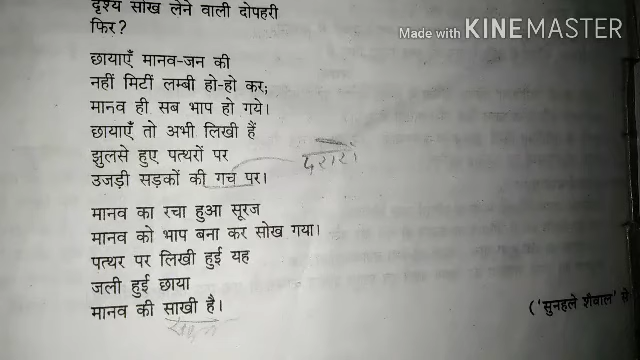 दृश्य सोख लेने वाली दोपहरी
फिर?
Made with KINEMASTER
छायाएँ मानव-जन की
नहीं मिटीं लम्बी हो-हो कर;
मानव ही सब भाप हो गये।
छायाएँ तो अभी लिखी हैं
झुलसे हुए पत्थरों पर
दरारों
उजड़ी सड़कों की गच पर।
मानव का रचा हुआ सूरज
मानव को भाप बना कर सोख गया।
पत्थर पर लिखी हुई यह
जली हुई छाया
मानव की साखी है।
('सुनहले शैवाल' से